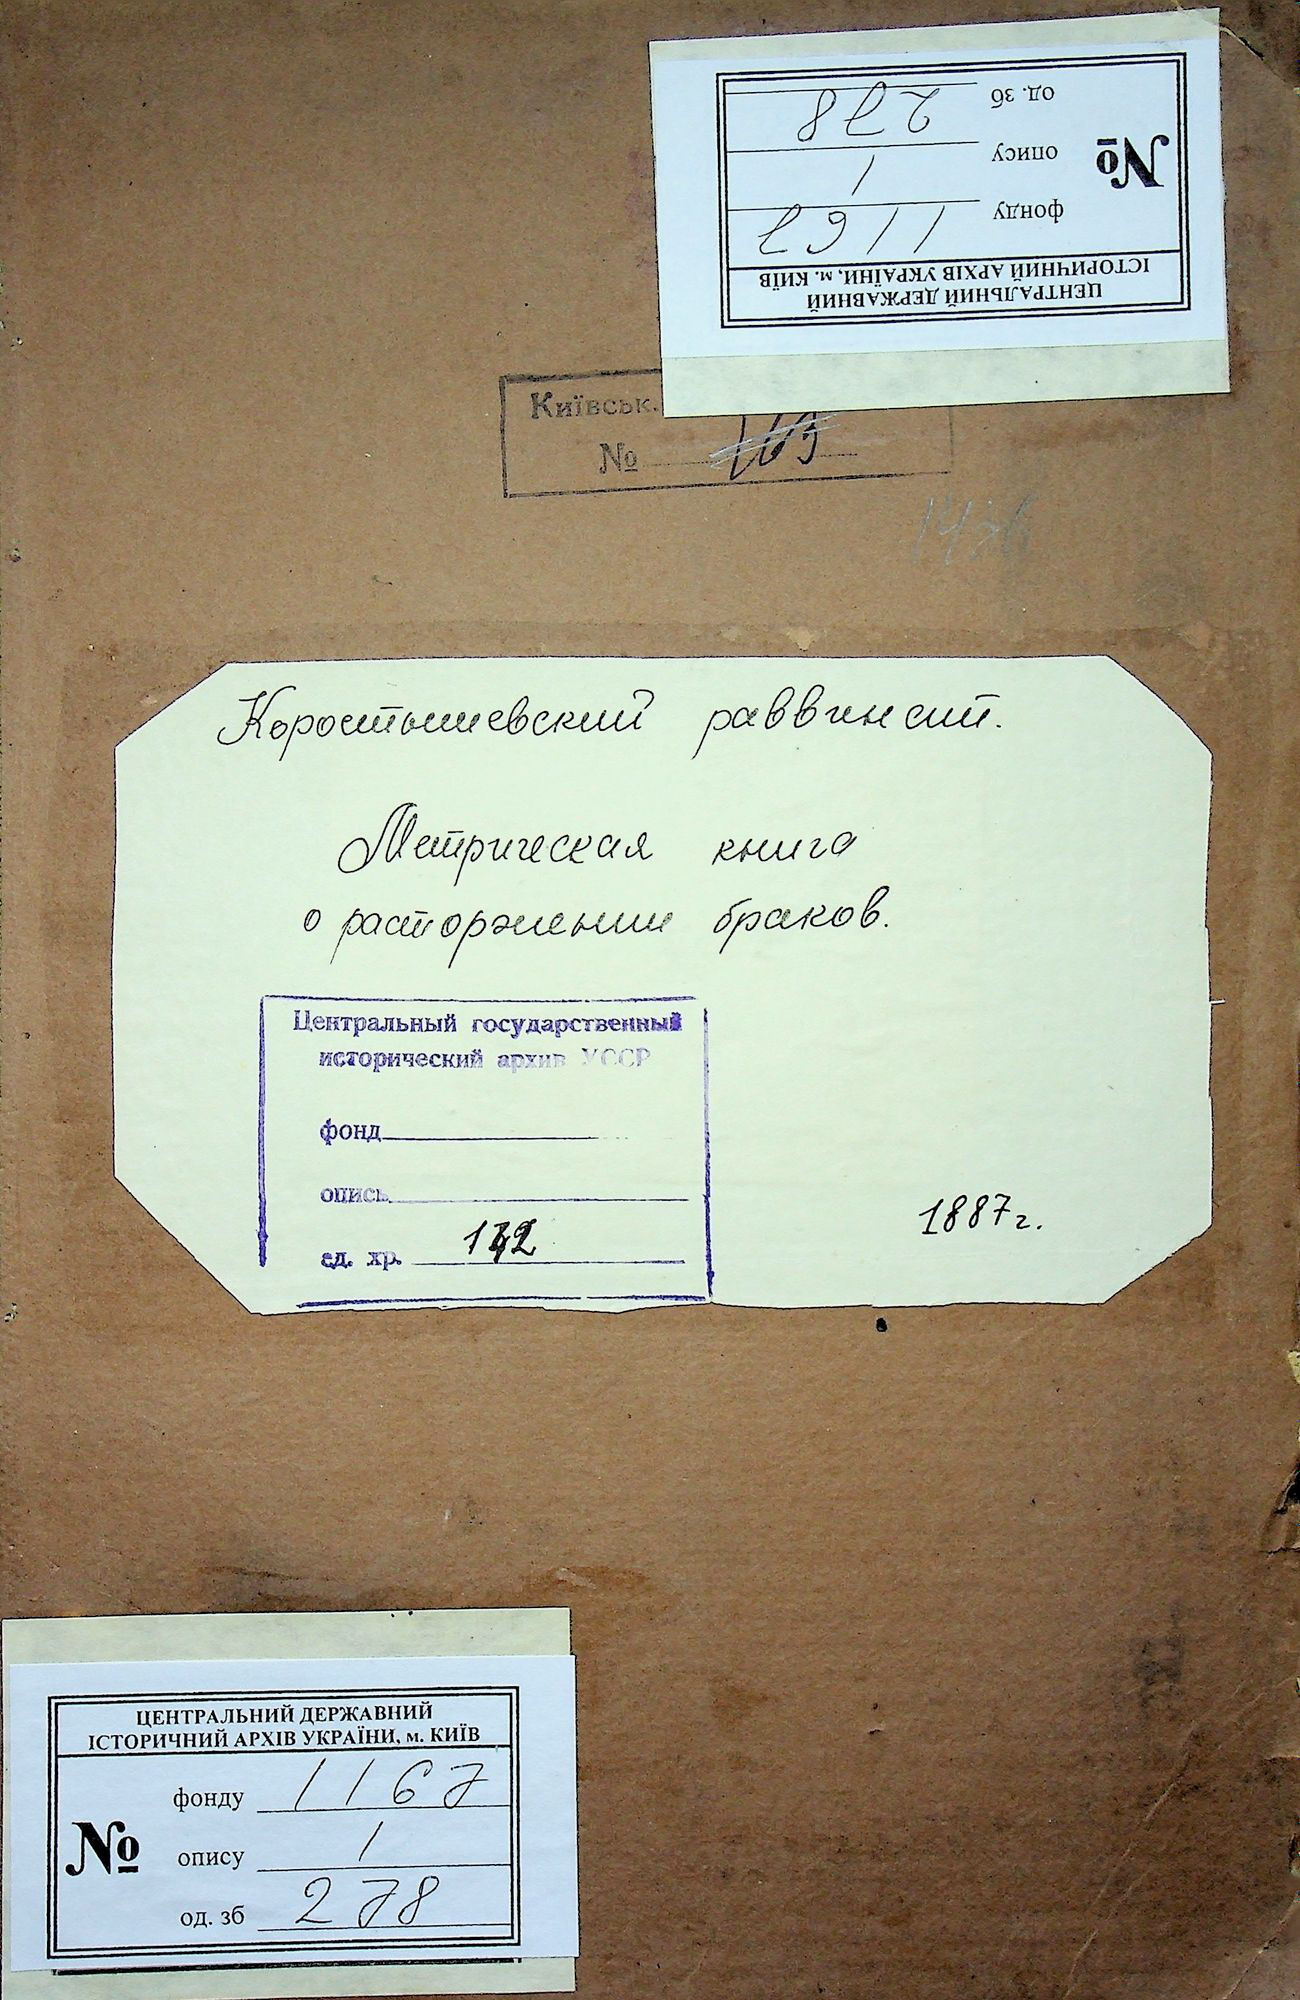 ЦЕНТРАЛЬНИЙ ДЕРЖАВНИЙ
ІСТОРИЧНИЙ АРХІВ УКРАЇНИ, м. КИЇВ
№
фонду 1167
опису 1
од. зб 278
Київськ.
№ 163
Коростышевский раввинат.
Метрическая книга
о расторжении браков.
Центральный государственный
исторический архив УССР
фонд
опись
ед. хр. 142
1887 г.
ЦЕНТРАЛЬНИЙ ДЕРЖАВНИЙ
ІСТОРИЧНИЙ АРХІВ УКРАЇНИ, м. КИЇВ
№
фонду 1167
опису 1
од. зб 278